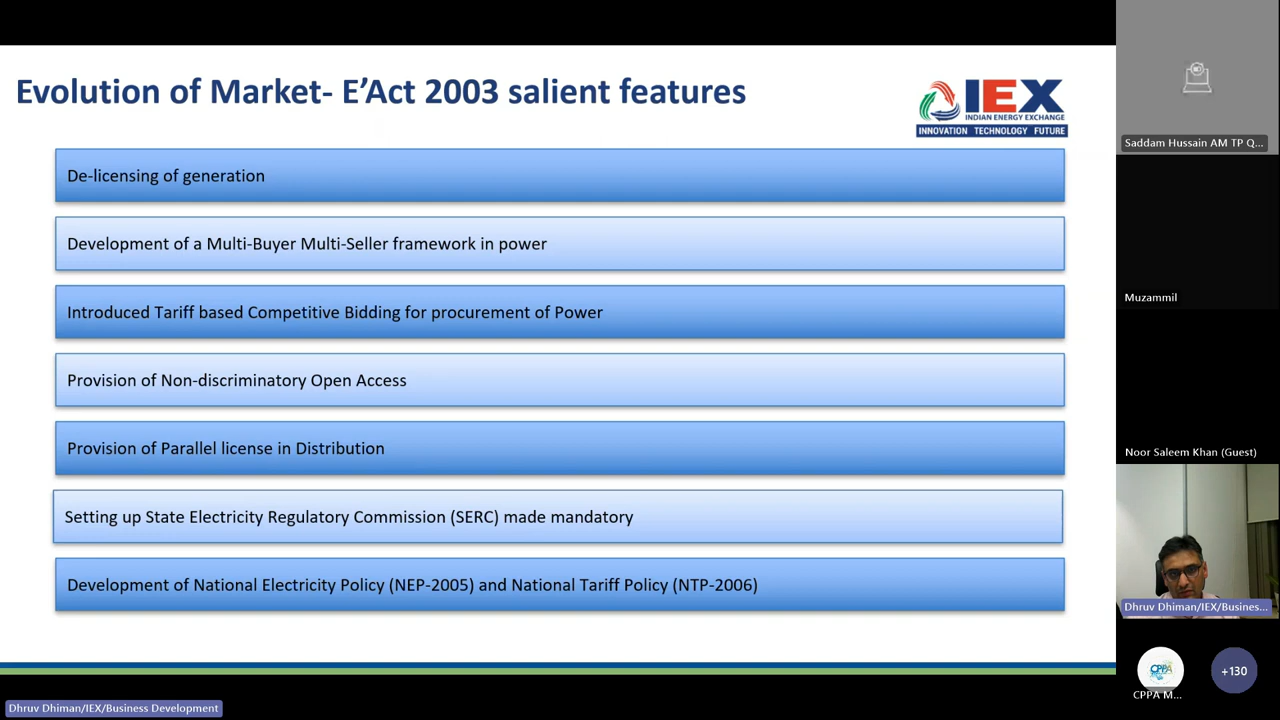 Evolution of Market- E’Act 2003 salient features
IEX
INDIAN ENERGY EXCHANGE
INNOVATION TECHNOLOGY FUTURE
De-licensing of generation
Development of a Multi-Buyer Multi-Seller framework in power
Introduced Tariff based Competitive Bidding for procurement of Power
Provision of Non-discriminatory Open Access
Provision of Parallel license in Distribution
Setting up State Electricity Regulatory Commission (SERC) made mandatory
Development of National Electricity Policy (NEP-2005) and National Tariff Policy (NTP-2006)
Saddam Hussain AM TP Q...
Muzammil
Noor Saleem Khan (Guest)
Dhruv Dhiman/IEX/Busines...
CPPA
CPPA M...
+130
Dhruv Dhiman/IEX/Business Development